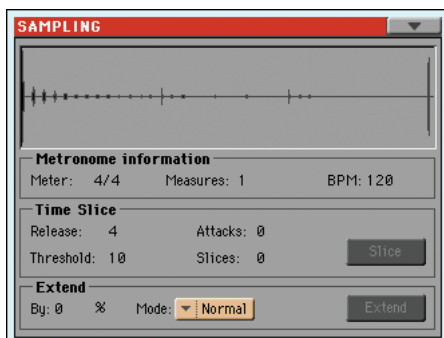 SAMPLING
Metronome information
Meter: 4/4 Measures: 1 BPM: 120
Time Slice
Release: 4 Attacks: 0
Threshold: 10 Slices: 0 Slice
Extend
By: 0 % Mode: Normal Extend